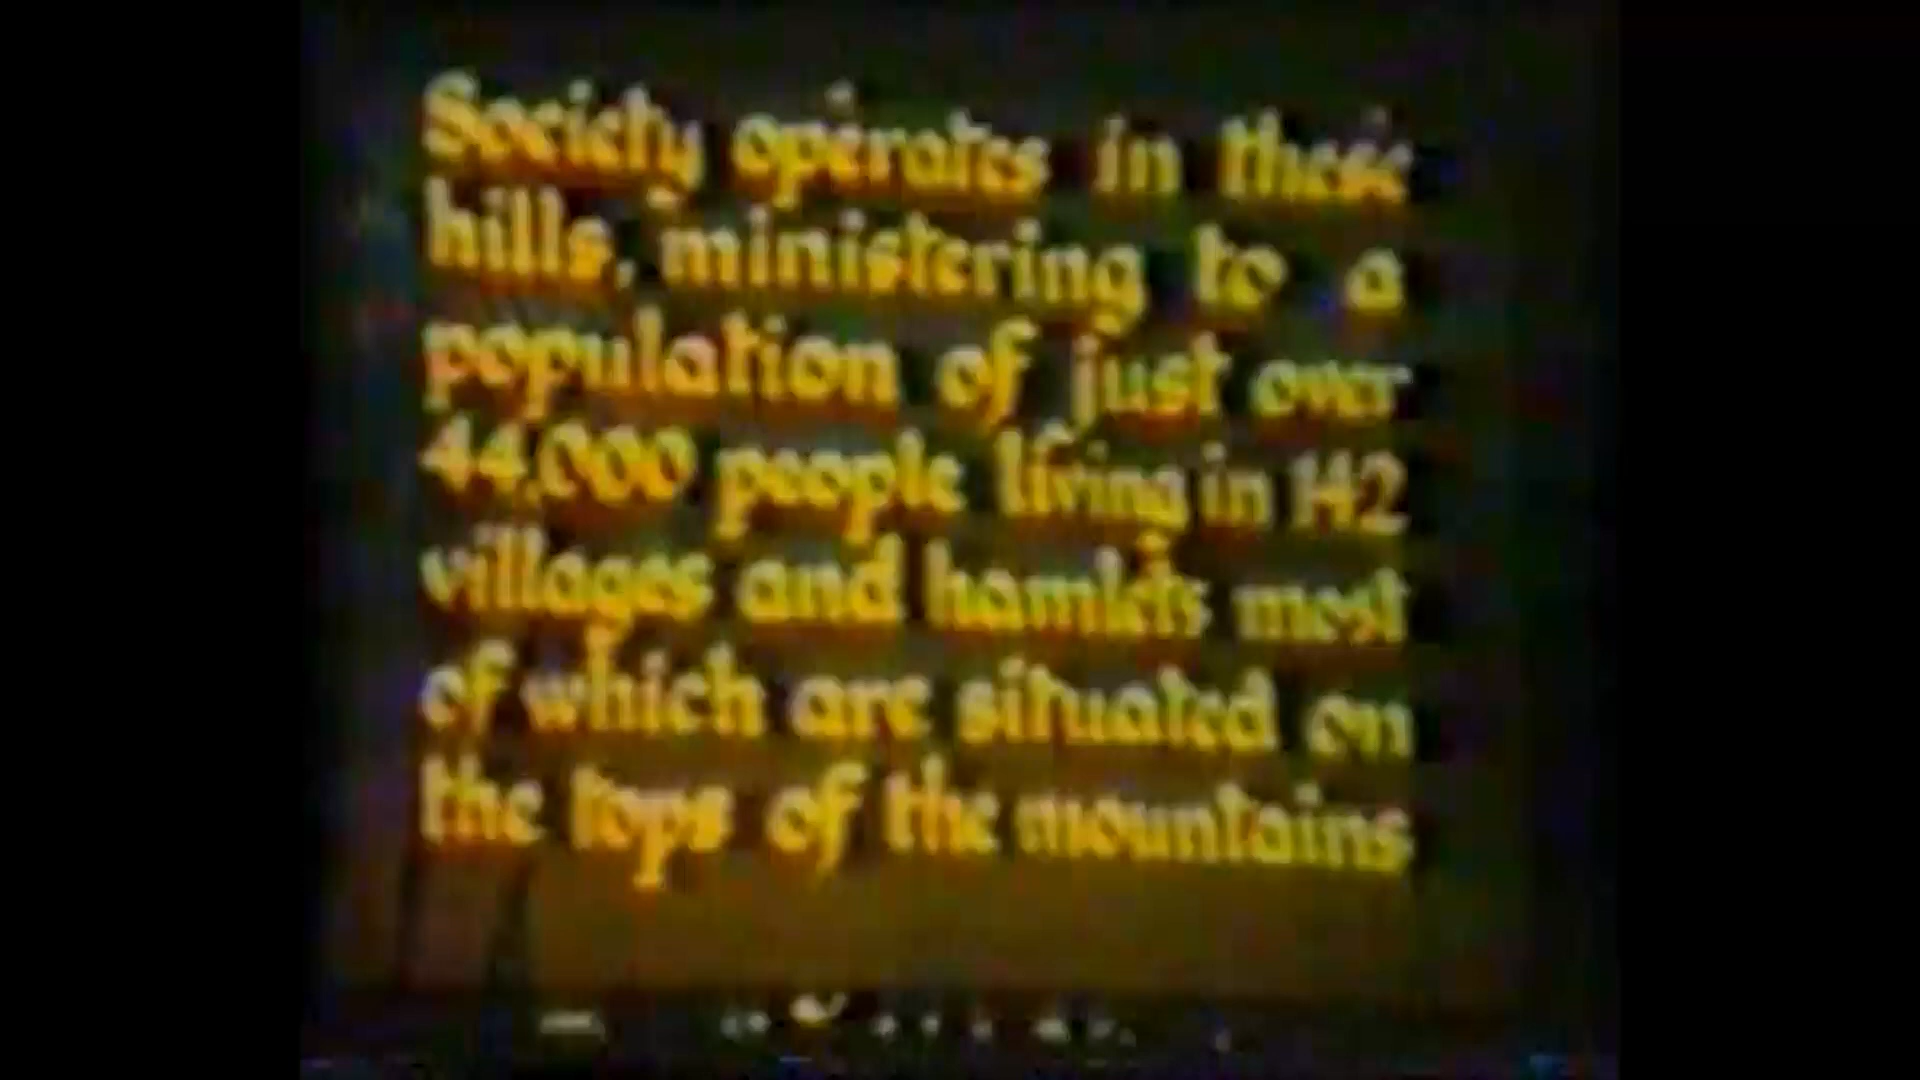 Society operates in these
hills, ministering to a
population of just over
44,000 people living in 142
villages and hamlets most
of which are situated on
the tops of the mountains